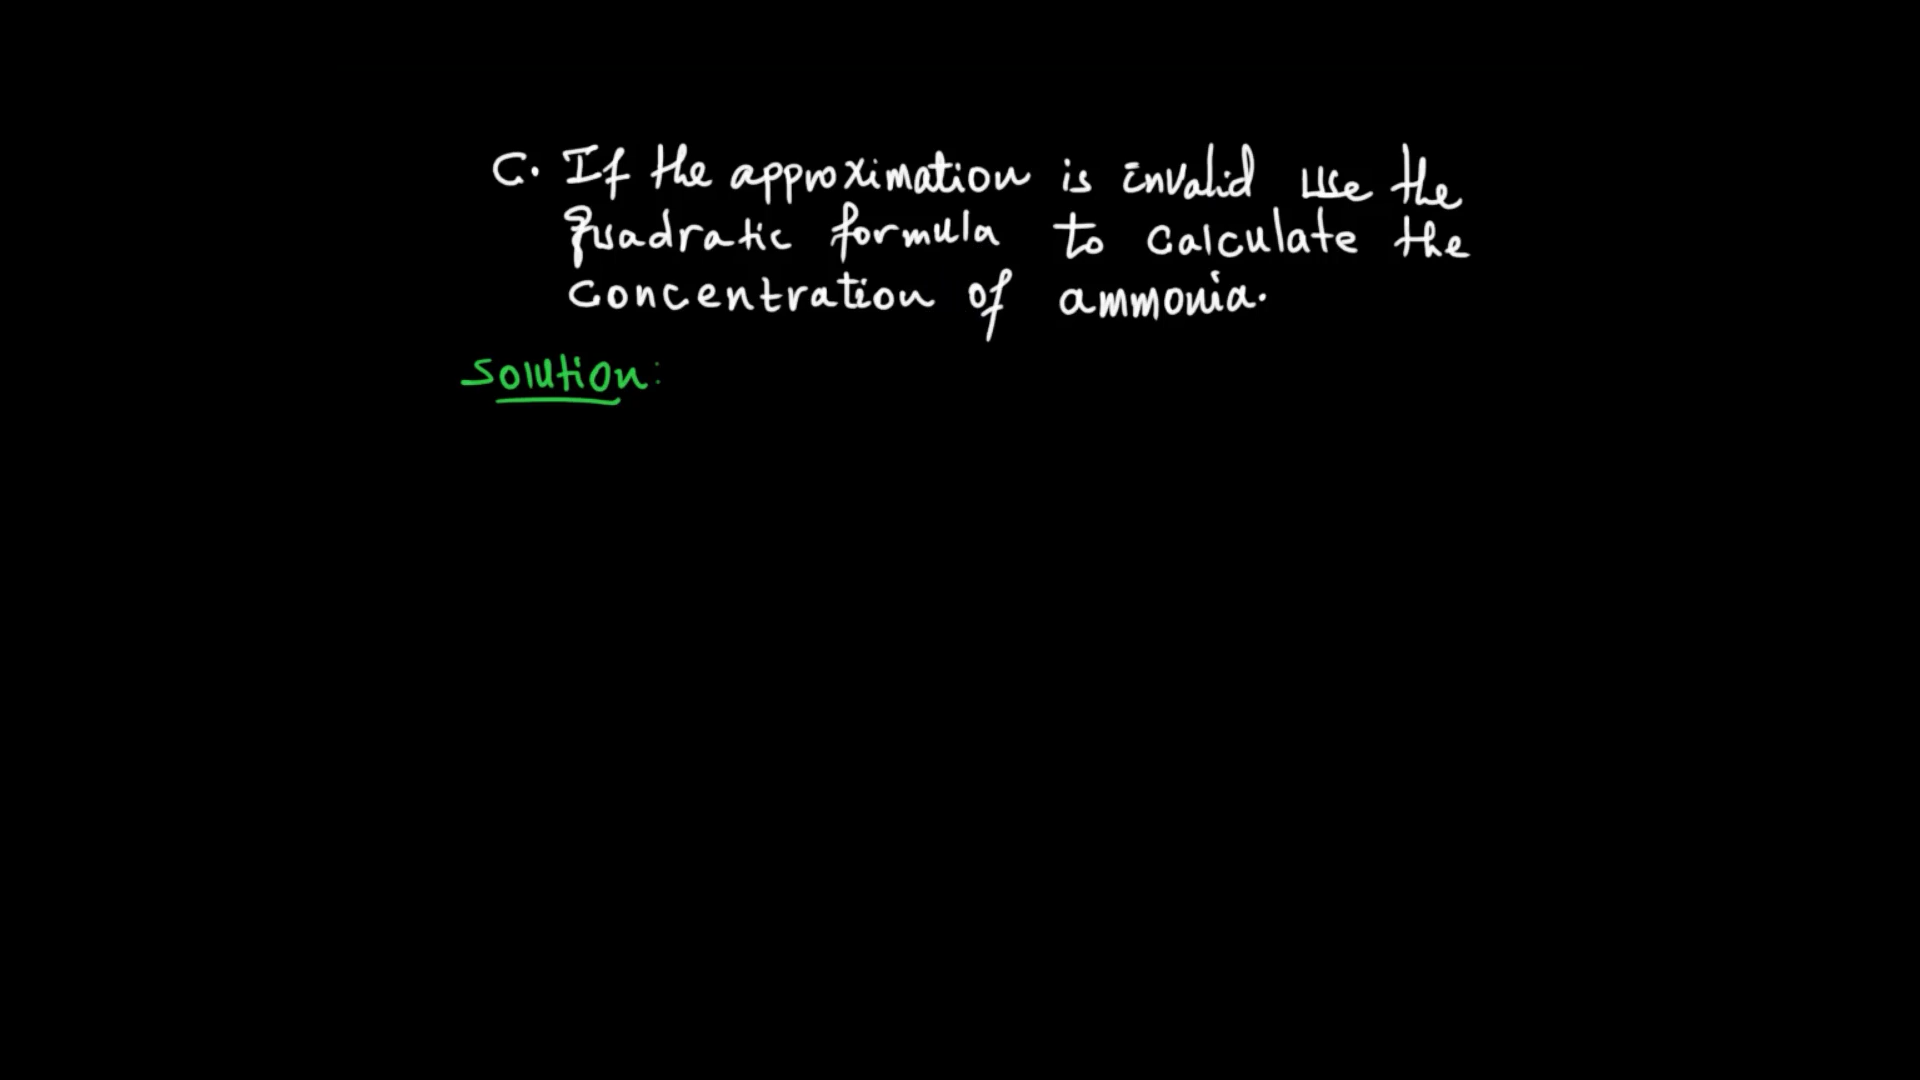 C. If the approximation is invalid use the
quadratic formula to calculate the
concentration of ammonia.
Solution: